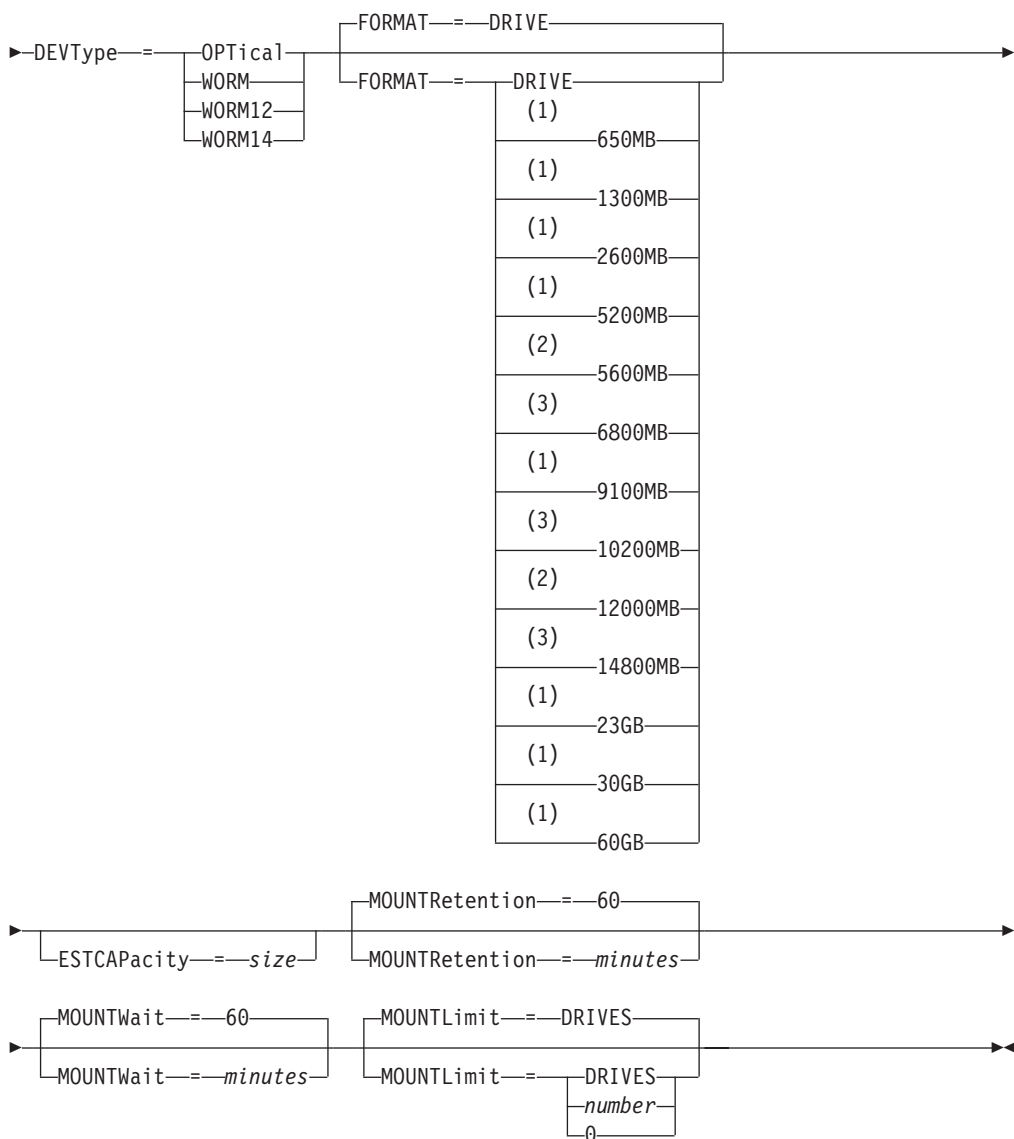 FORMAT = DRIVE
DEVType = OPTical FORMAT = DRIVE
WORM
WORM12
WORM14
(1)
650MB
(1)
1300MB
(1)
2600MB
(1)
5200MB
(2)
5600MB
(3)
6800MB
(1)
9100MB
(3)
10200MB
(2)
12000MB
(3)
14800MB
(1)
23GB
(1)
30GB
(1)
60GB
MOUNTRetention = 60
ESTCAPacity = size MOUNTRetention = minutes
MOUNTWait = 60 MOUNTLimit = DRIVES
MOUNTWait = minutes MOUNTLimit = DRIVES
number
0